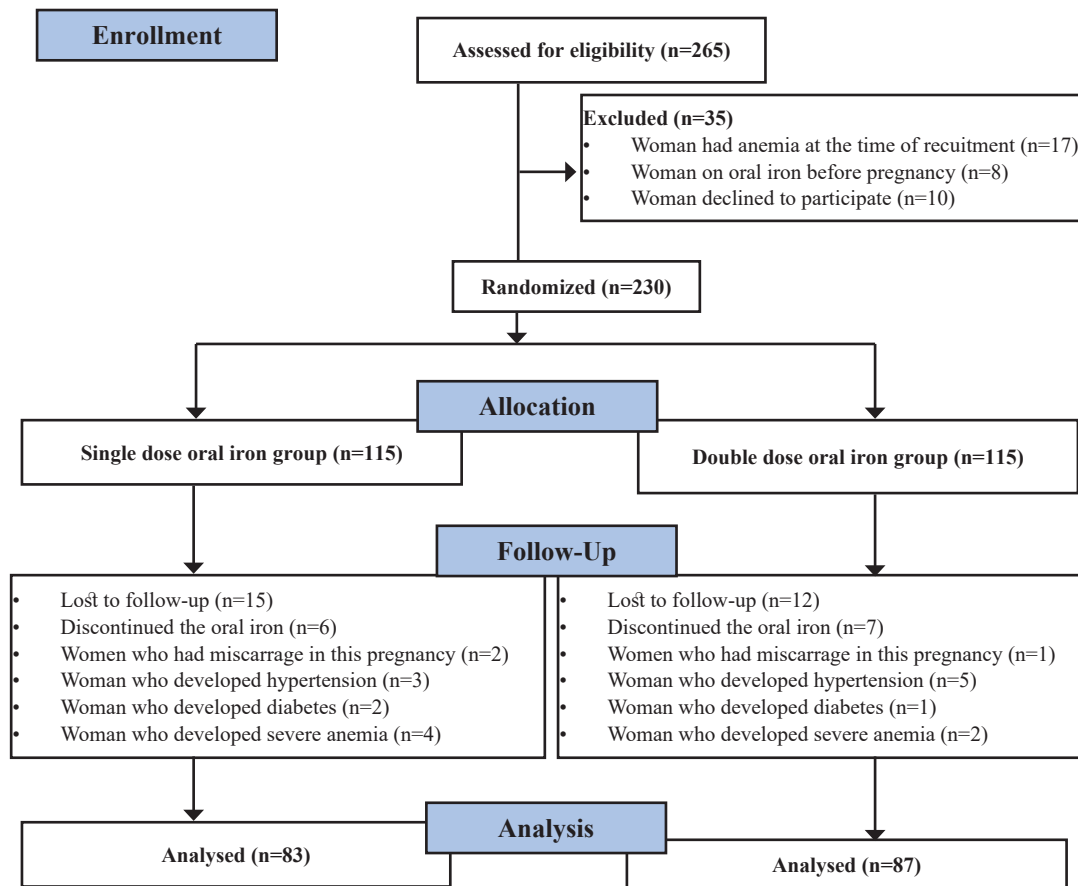 Enrollment
Assessed for eligibility (n=265)
Excluded (n=35)
• Woman had anemia at the time of recuitment (n=17)
• Woman on oral iron before pregnancy (n=8)
• Woman declined to participate (n=10)
Randomized (n=230)
Allocation
Single dose oral iron group (n=115)
Double dose oral iron group (n=115)
Follow-Up
• Lost to follow-up (n=15)
• Discontinued the oral iron (n=6)
• Women who had miscarrage in this pregnancy (n=2)
• Woman who developed hypertension (n=3)
• Woman who developed diabetes (n=2)
• Woman who developed severe anemia (n=4)
• Lost to follow-up (n=12)
• Discontinued the oral iron (n=7)
• Women who had miscarrage in this pregnancy (n=1)
• Woman who developed hypertension (n=5)
• Woman who developed diabetes (n=1)
• Woman who developed severe anemia (n=2)
Analysis
Analysed (n=83)
Analysed (n=87)